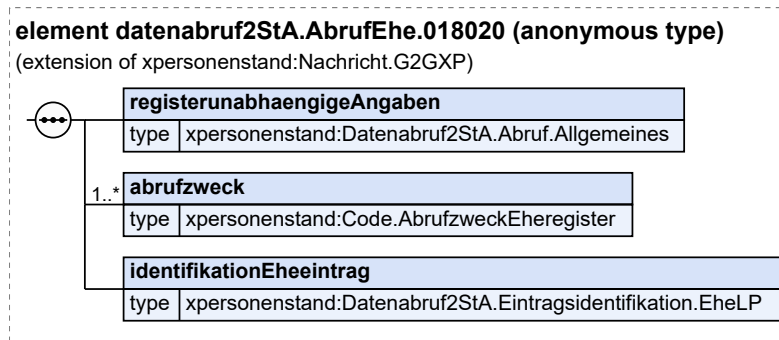 element datenabruf2StA.AbrufEhe.018020 (anonymous type)
(extension of xpersonenstand:Nachricht.G2GXP)
registerunabhaengigeAngaben
type xpersonenstand:Datenabruf2StA.Abruf.Allgemeines
1..* abrufzweck
type xpersonenstand:Code.AbrufzweckEheregister
identifikationEheeintrag
type xpersonenstand:Datenabruf2StA.Eintragsidentifikation.EheLP